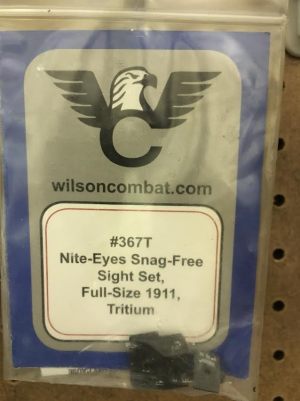 wilsoncombat.com
#367T
Nite-Eyes Snag-Free
Sight Set,
Full-Size 1911,
Tritium